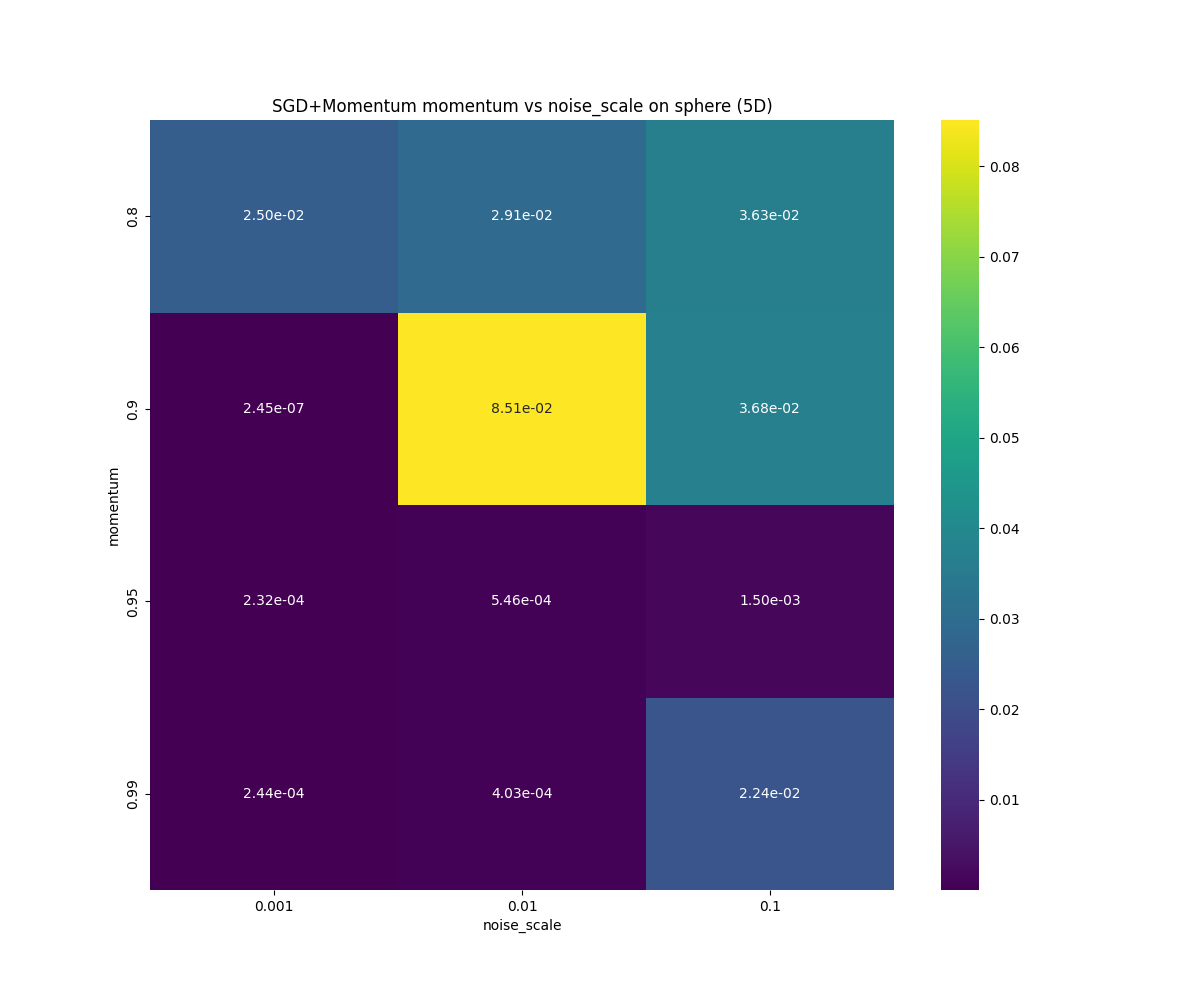 SGD+Momentum momentum vs noise_scale on sphere (5D)
0.8 2.50e-02 2.91e-02 3.63e-02
0.9 2.45e-07 8.51e-02 3.68e-02
0.95 2.32e-04 5.46e-04 1.50e-03
0.99 2.44e-04 4.03e-04 2.24e-02
momentum
0.001 0.01 0.1
noise_scale
0.08
0.07
0.06
0.05
0.04
0.03
0.02
0.01